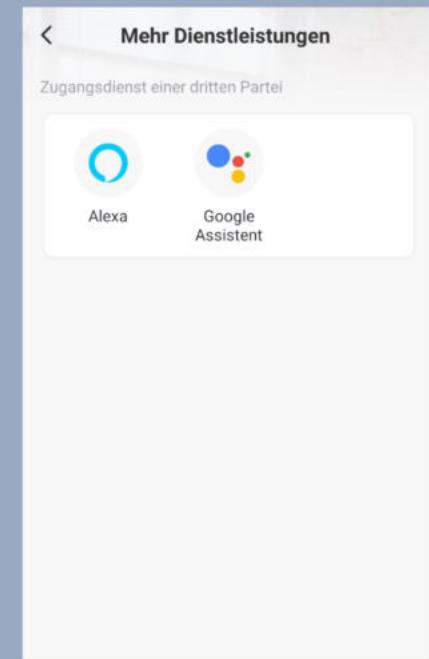 Mehr Dienstleistungen
Zugangsdienst einer dritten Partei
Alexa
Google
Assistent